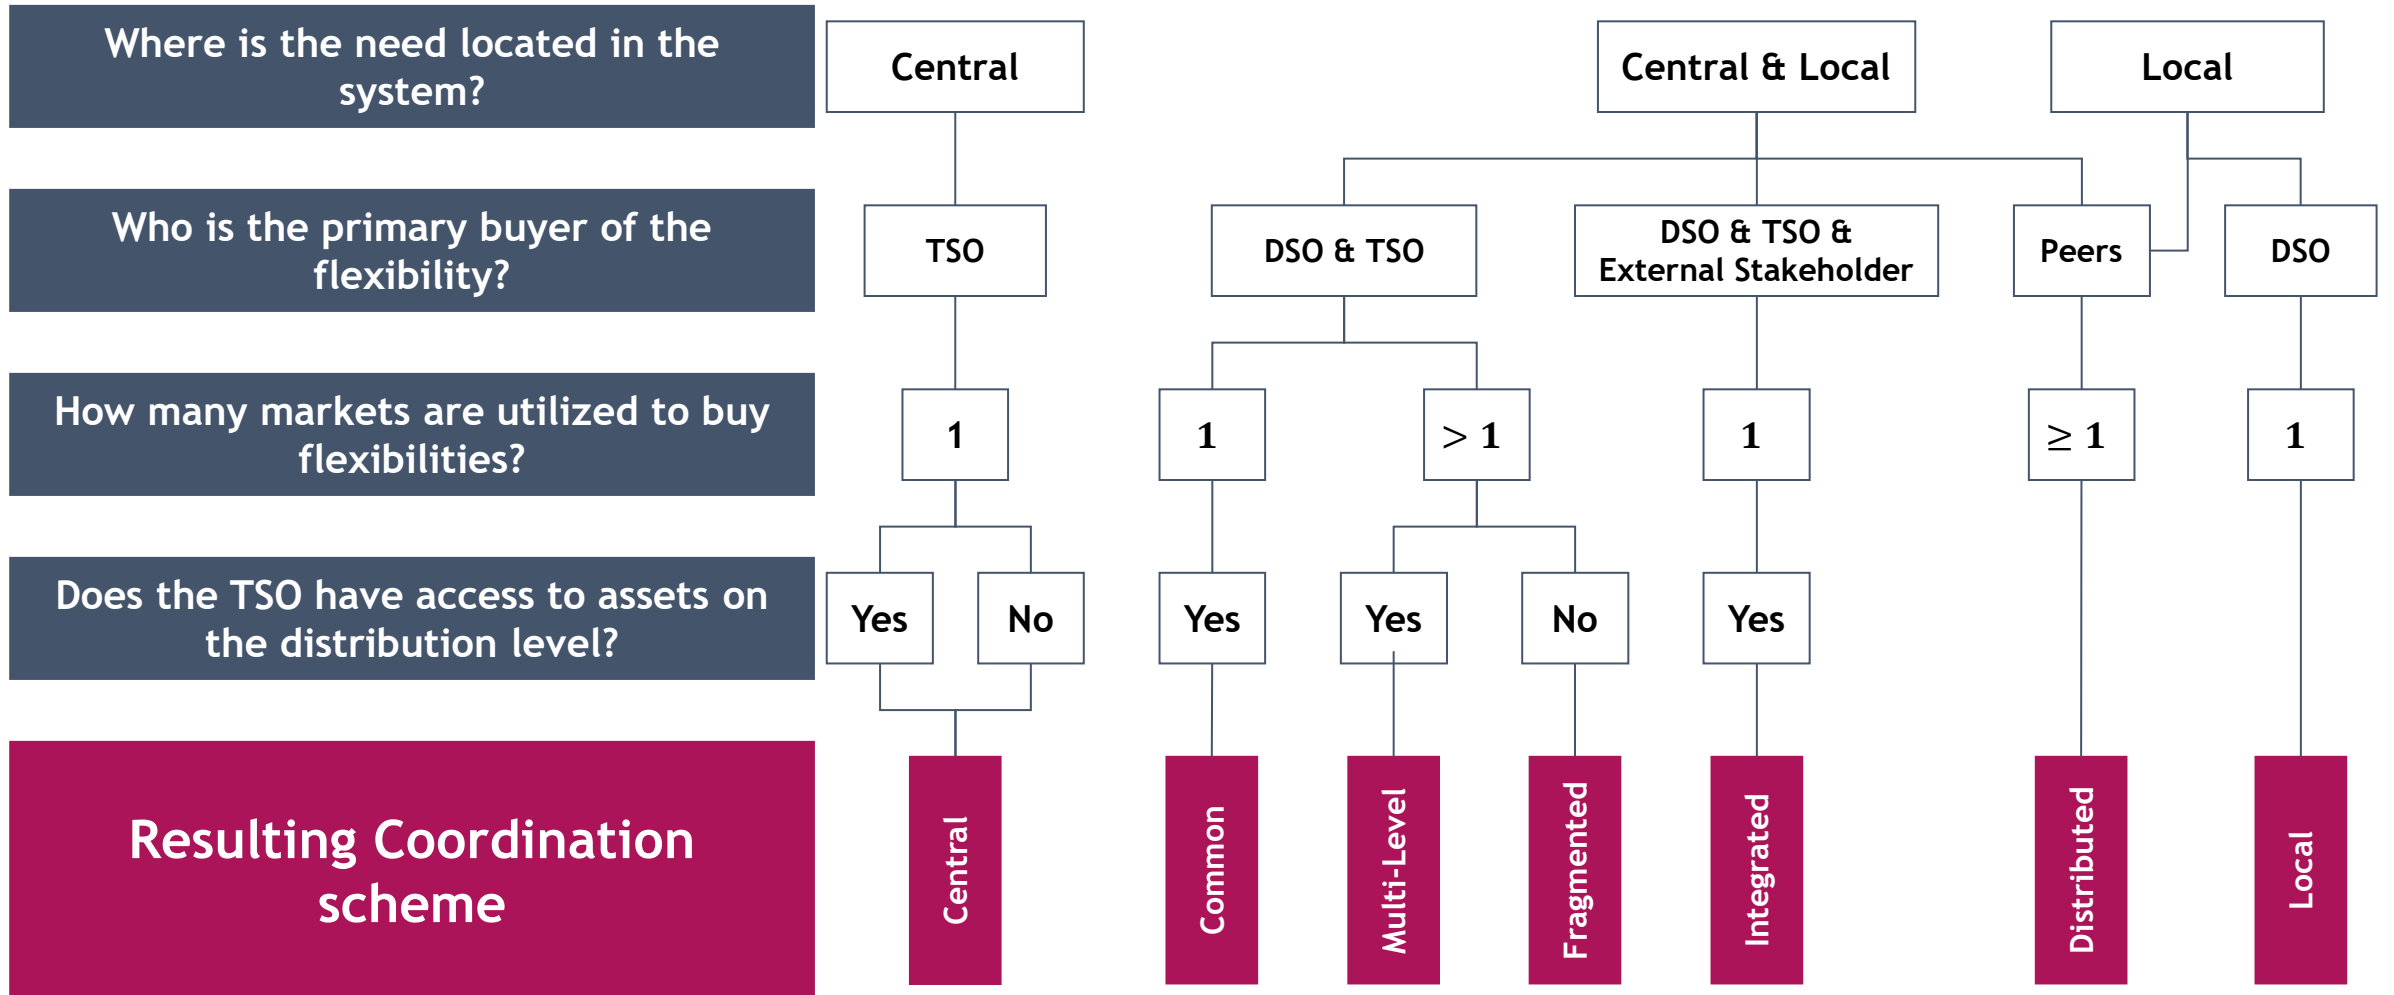 Where is the need located in the
system?
Central
Central & Local
Local
Who is the primary buyer of the
flexibility?
TSO
DSO & TSO
DSO & TSO &
External Stakeholder
Peers
DSO
How many markets are utilized to buy
flexibilities?
1
1
> 1
1
≥ 1
1
Does the TSO have access to assets on
the distribution level?
Yes
No
Yes
Yes
No
Yes
Resulting Coordination
scheme
Central
Common
Multi-Level
Fragmented
Integrated
Distributed
Local